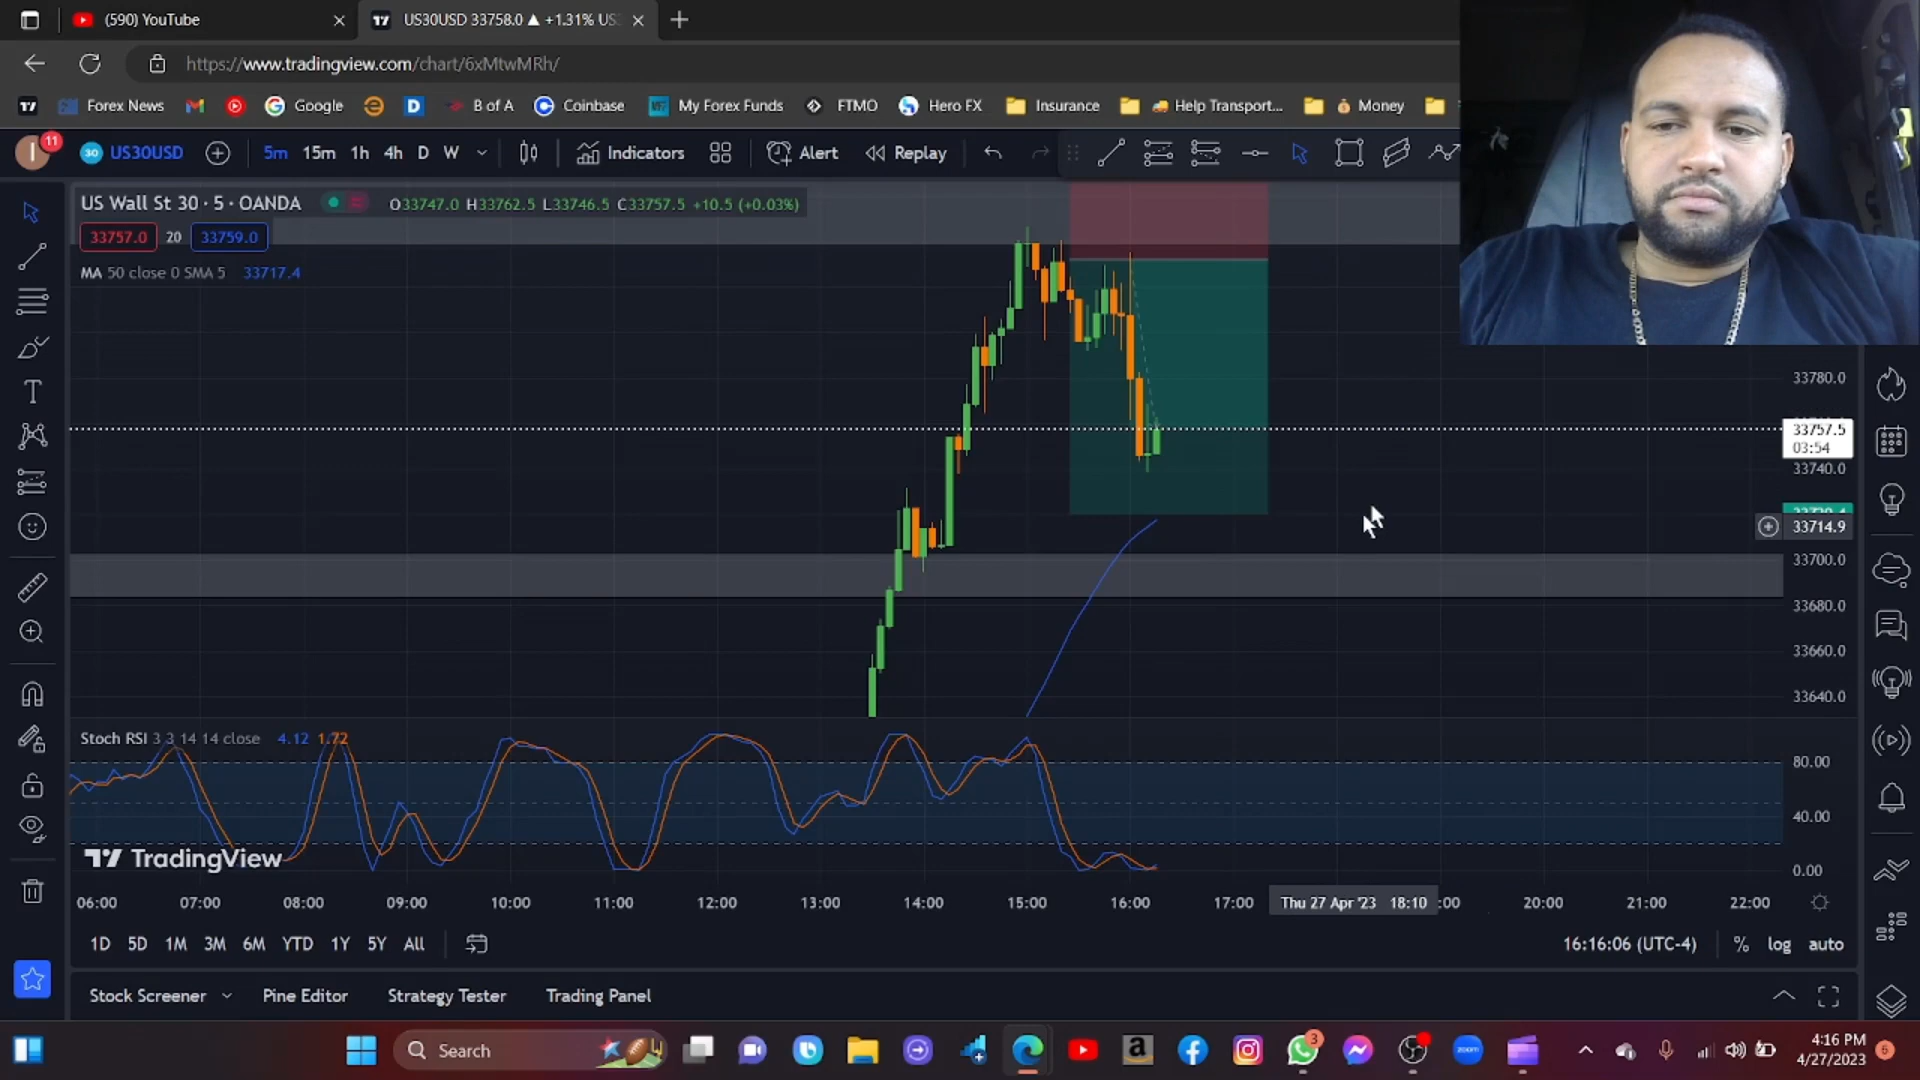 (590) YouTube
US30USD 33758.0 ▲ +1.31% US
https://www.tradingview.com/chart/6xMtwMRh/
Forex News
Google
B of A
Coinbase
My Forex Funds
FTMO
Hero FX
Insurance
Help Transport...
Money
11
30 US30USD
5m 15m 1h 4h D W
Indicators
Alert
Replay
US Wall St 30 · 5 · OANDA
O33747.0 H33762.5 L33746.5 C33757.5 +10.5 (+0.03%)
33757.0 20 33759.0
MA 50 close 0 SMA 5 33717.4
33780.0
33757.5
03:54
33740.0
33714.9
33700.0
33680.0
33660.0
33640.0
Stoch RSI 3 3 14 14 close 4.12 1.72
80.00
40.00
0.00
TradingView
06:00 07:00 08:00 09:00 10:00 11:00 12:00 13:00 14:00 15:00 16:00 17:00 Thu 27 Apr '23 18:10 :00 20:00 21:00 22:00
1D 5D 1M 3M 6M YTD 1Y 5Y All
16:16:06 (UTC-4) % log auto
Stock Screener Pine Editor Strategy Tester Trading Panel
Search
zoom
3
4:16 PM
4/27/2023
6